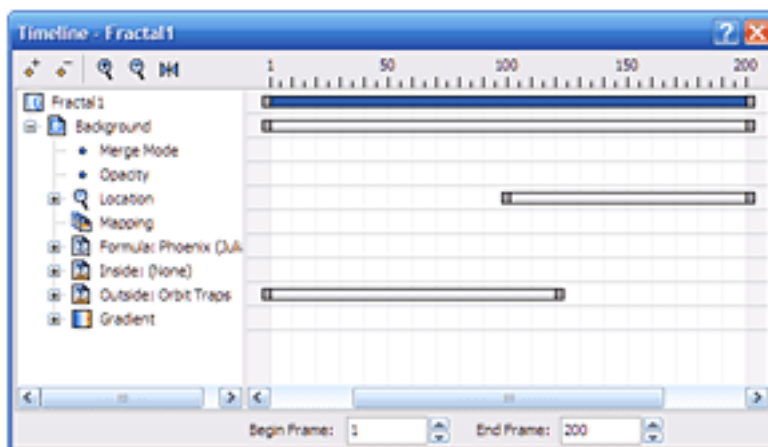 Timeline - Fractal1
1 50 100 150 200
Fractal1
Background
Merge Mode
Opacity
Location
Mapping
Formula: Phoenix (Juli
Inside: (None)
Outside: Orbit Traps
Gradient
Begin Frame: 1 End Frame: 200